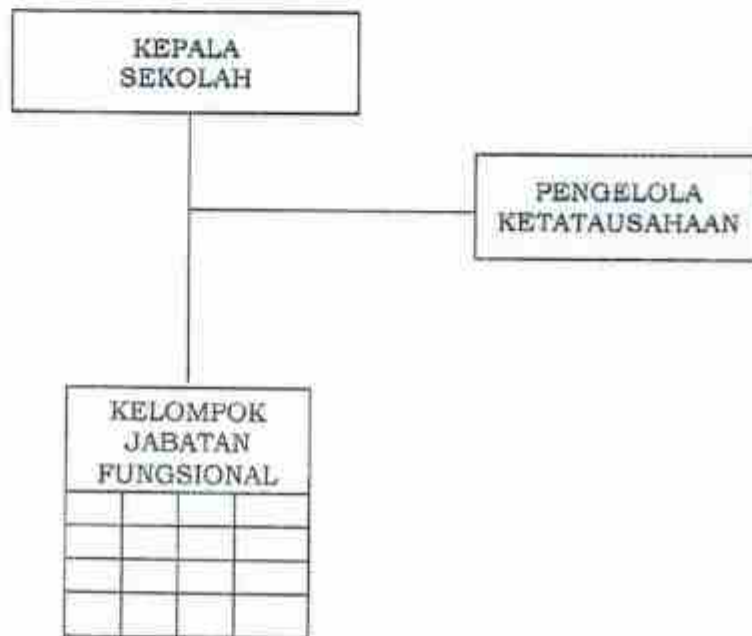 KEPALA
SEKOLAH
PENGELOLA
KETATAUSAHAAN
KELOMPOK
JABATAN
FUNGSIONAL